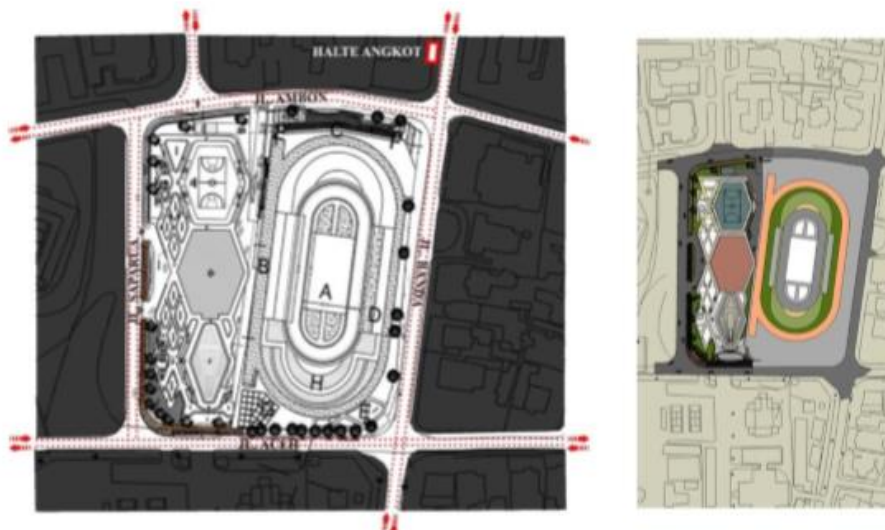 HALTE ANGKOT
JL. AMBON
C
F
B
JL. BANDA
JL. SAPARUA
A
D
H
E
JL. ACEH